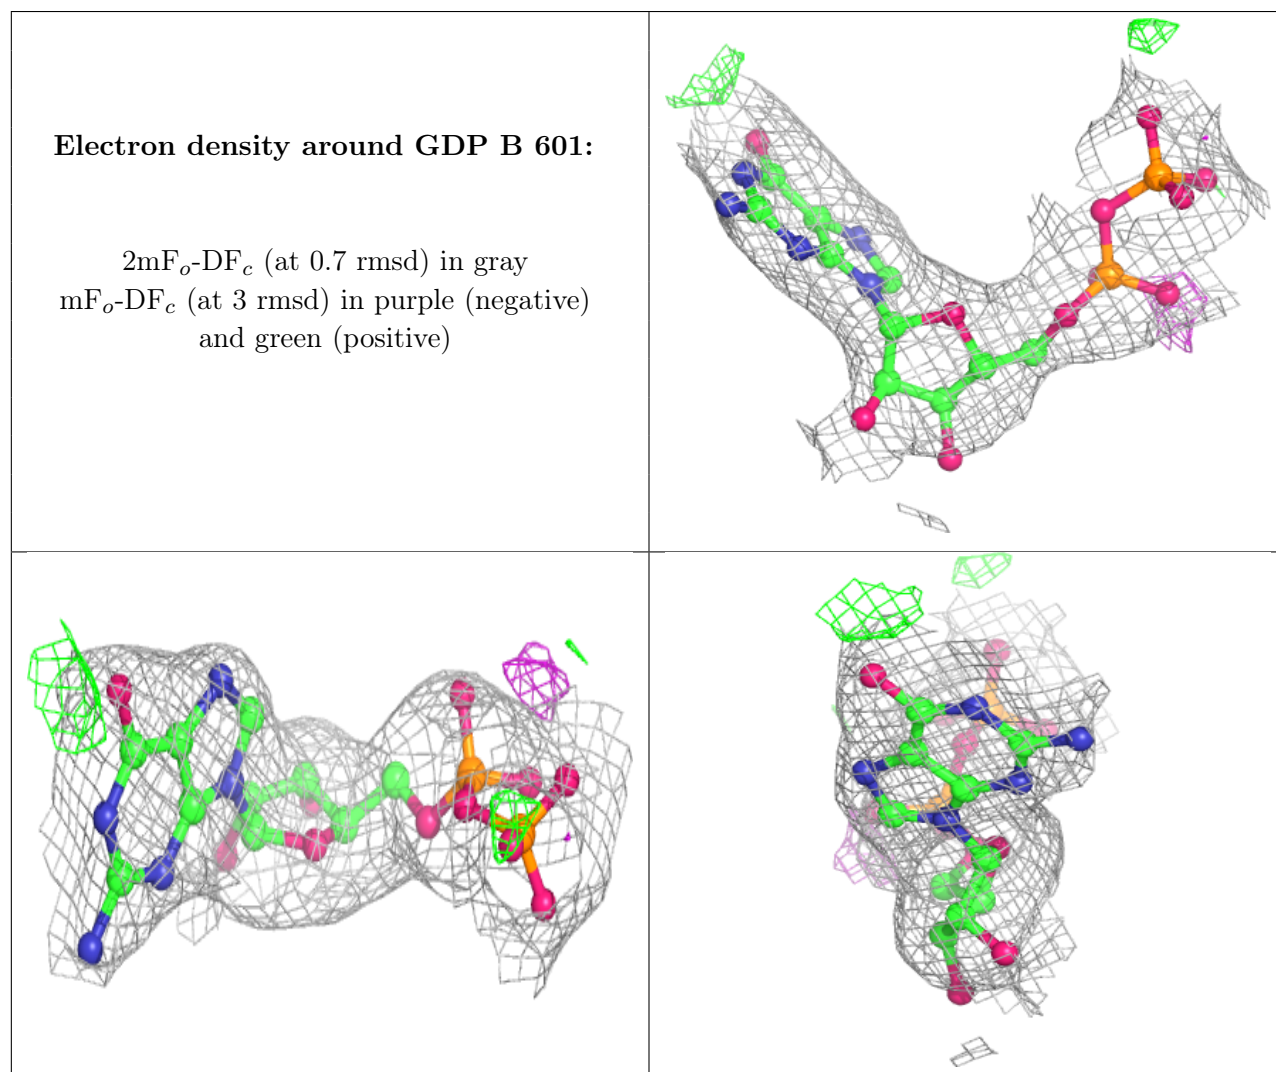 Electron density around GDP B 601:
2mFₒ-DF𝒸 (at 0.7 rmsd) in gray
mFₒ-DF𝒸 (at 3 rmsd) in purple (negative)
and green (positive)